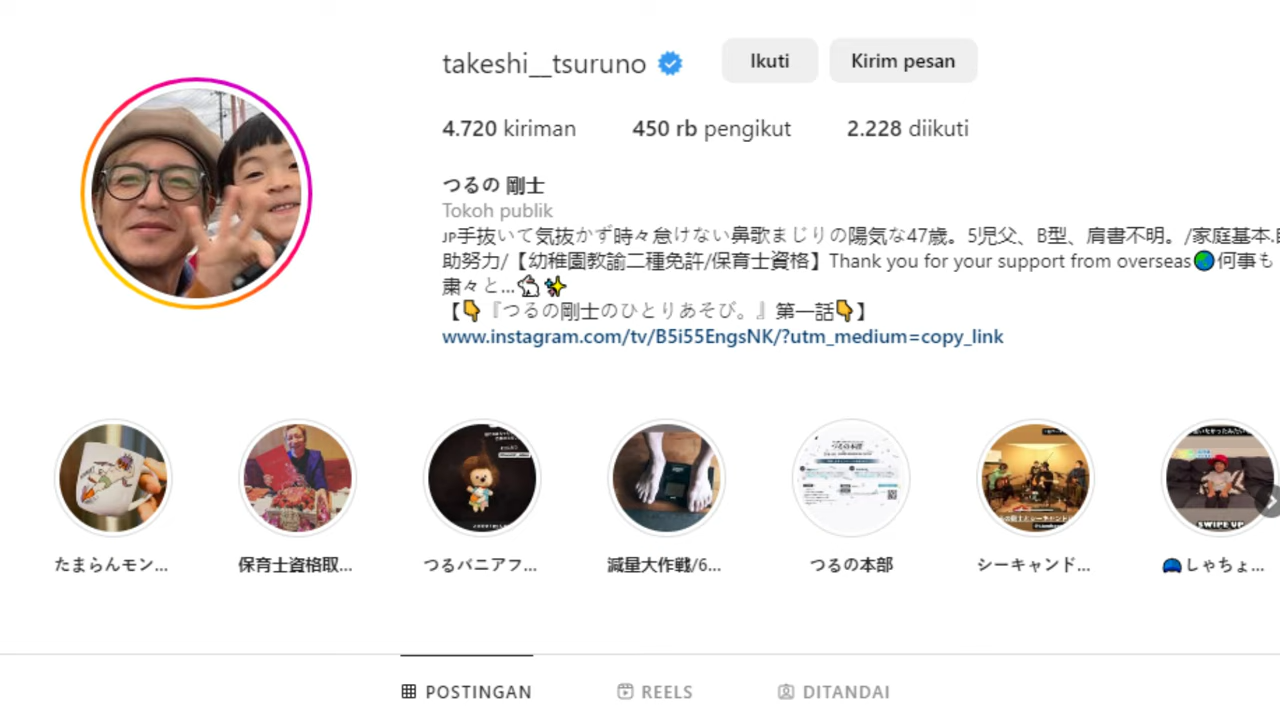 takeshi__tsuruno
Ikuti
Kirim pesan
4.720 kiriman
450 rb pengikut
2.228 diikuti
つるの 剛士
Tokoh publik
JP手抜いて気抜かず時々怠けない鼻歌まじりの陽気な47歳。5児父、B型、肩書不明。/家庭基本.
助努力/【幼稚園教諭二種免許/保育士資格】Thank you for your support from overseas🌏何事も
粛々と...🐇✨
【👇『つるの剛士のひとりあそび。』第一話👇】
www.instagram.com/tv/B5i55EngsNK/?utm_medium=copy_link
つるの本部
SWIPE UP
たまらんモン...
保育士資格取...
つるバニアフ...
減量大作戦/6...
つるの本部
シーキャンド...
🧢しゃちょ...
POSTINGAN
REELS
DITANDAI